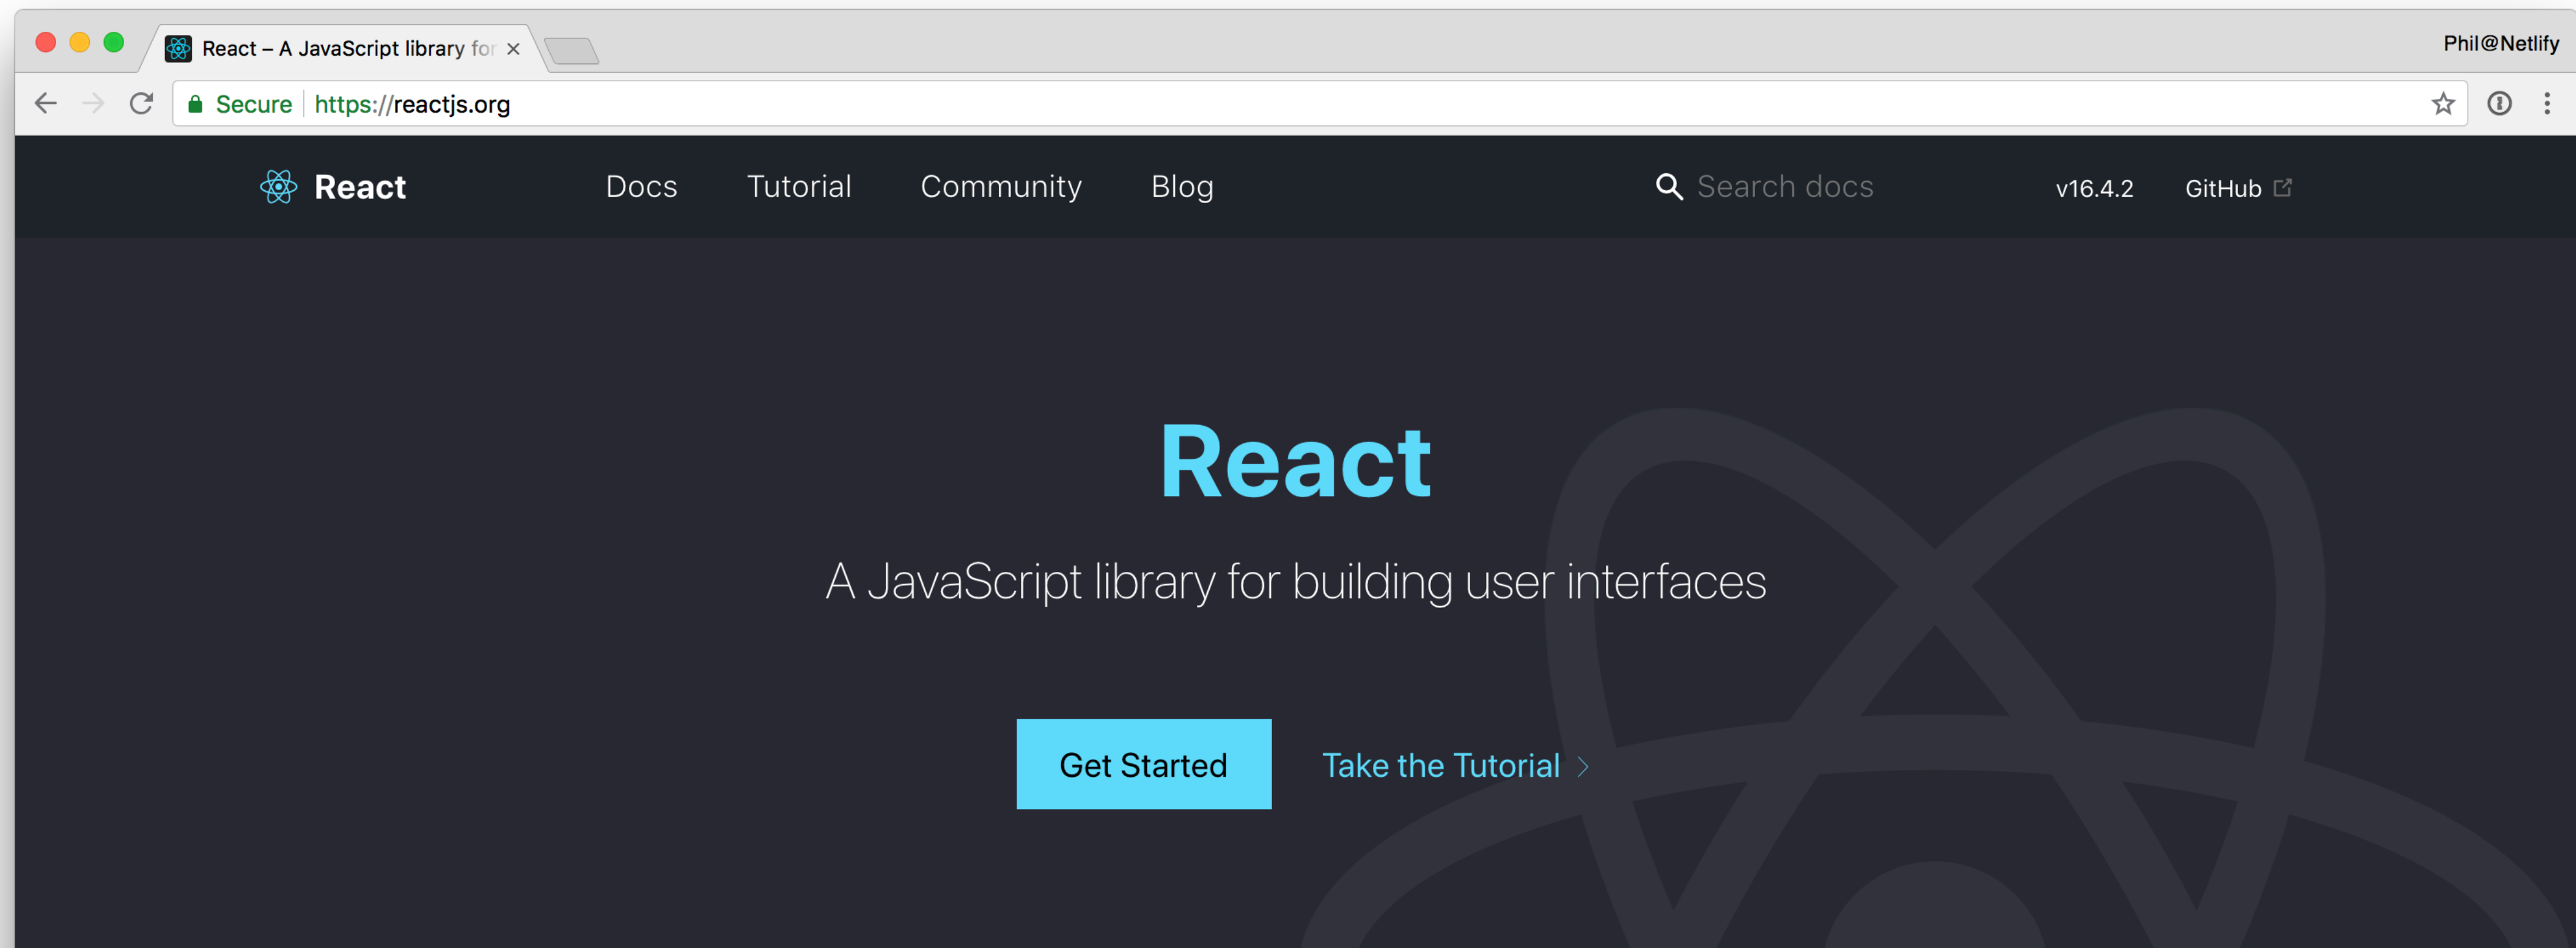 React – A JavaScript library for
Phil@Netlify
Secure https://reactjs.org
React Docs Tutorial Community Blog Search docs v16.4.2 GitHub
React
A JavaScript library for building user interfaces
Get Started Take the Tutorial